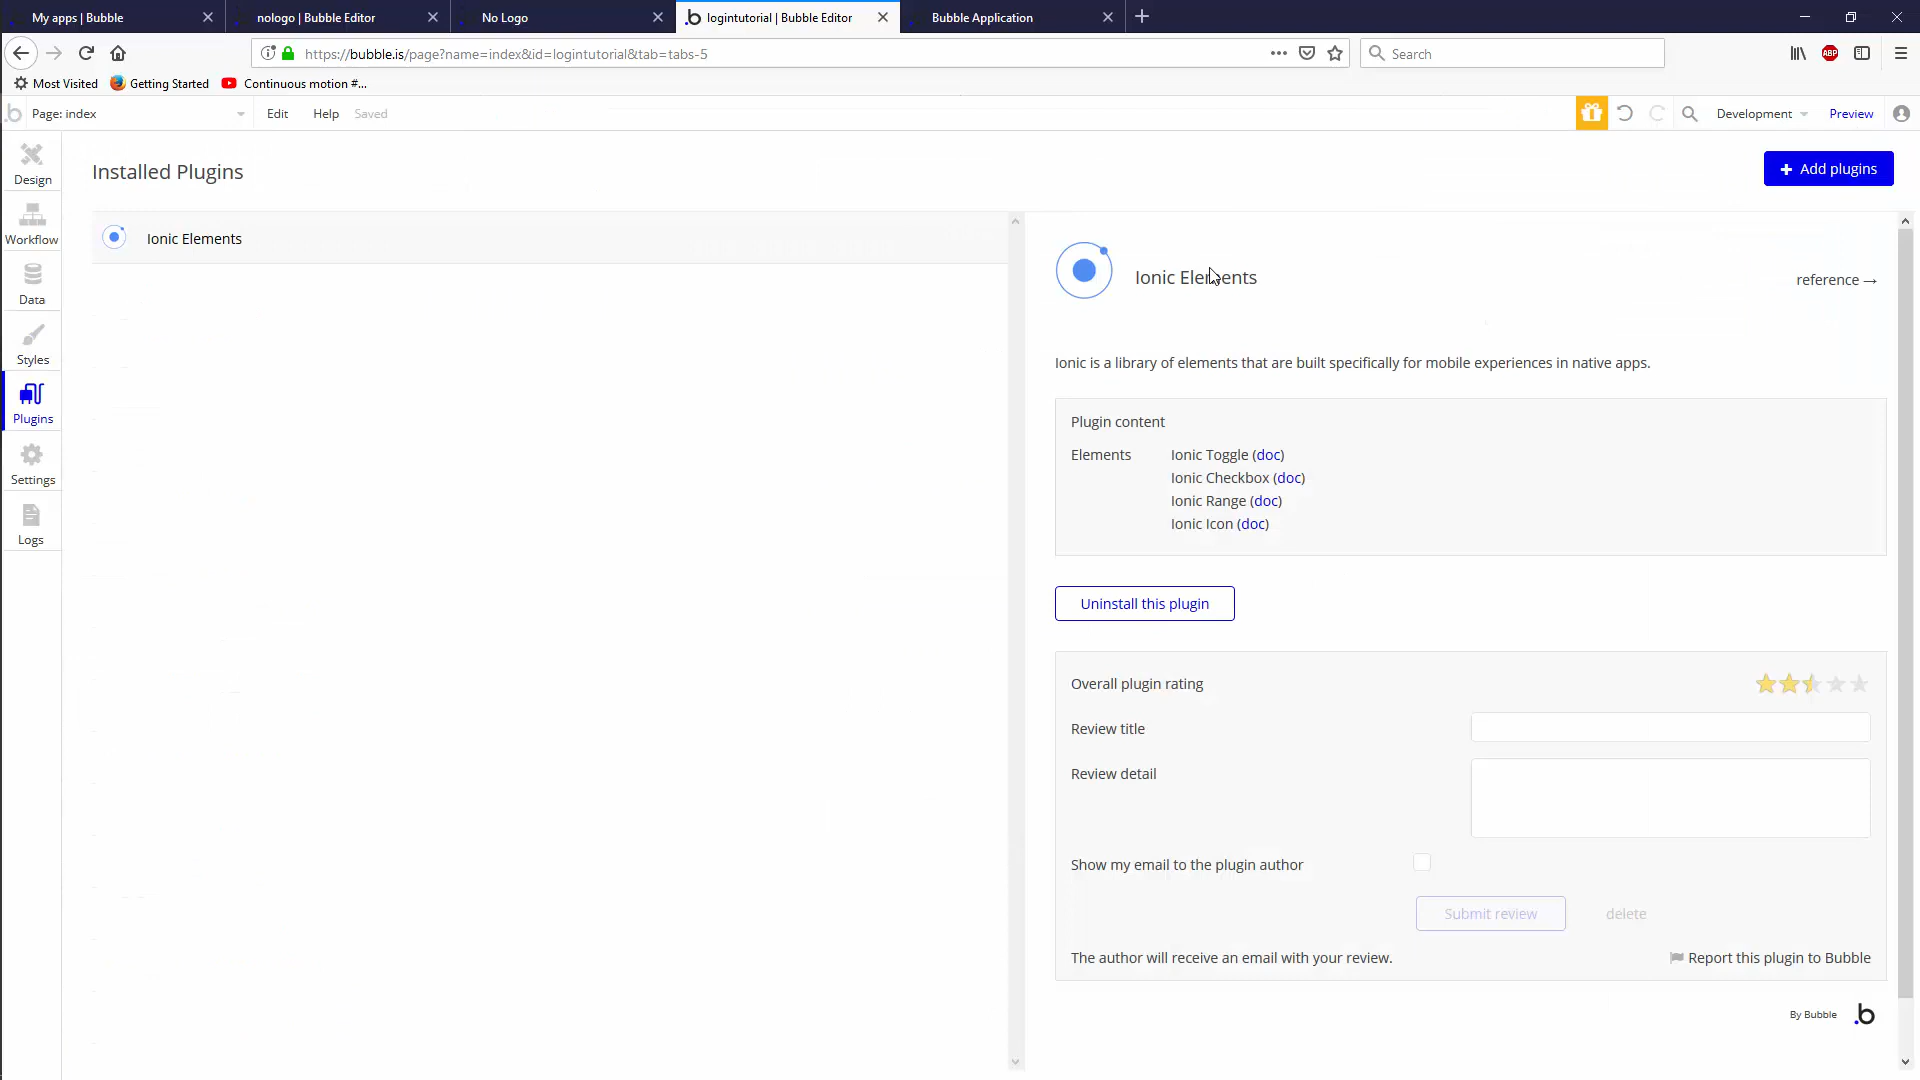 My apps | Bubble
nologo | Bubble Editor
No Logo
logintutorial | Bubble Editor
Bubble Application
https://bubble.is/page?name=index&id=logintutorial&tab=tabs-5
Search
ABP
Most Visited
Getting Started
Continuous motion #...
Page: index
Edit
Help
Saved
Development
Preview
Design
Workflow
Data
Styles
Plugins
Settings
Logs
Installed Plugins
+ Add plugins
Ionic Elements
Ionic Elements
reference →
Ionic is a library of elements that are built specifically for mobile experiences in native apps.
Plugin content
Elements
Ionic Toggle (doc)
Ionic Checkbox (doc)
Ionic Range (doc)
Ionic Icon (doc)
Uninstall this plugin
Overall plugin rating
Review title
Review detail
Show my email to the plugin author
Submit review
delete
The author will receive an email with your review.
Report this plugin to Bubble
By Bubble
.b